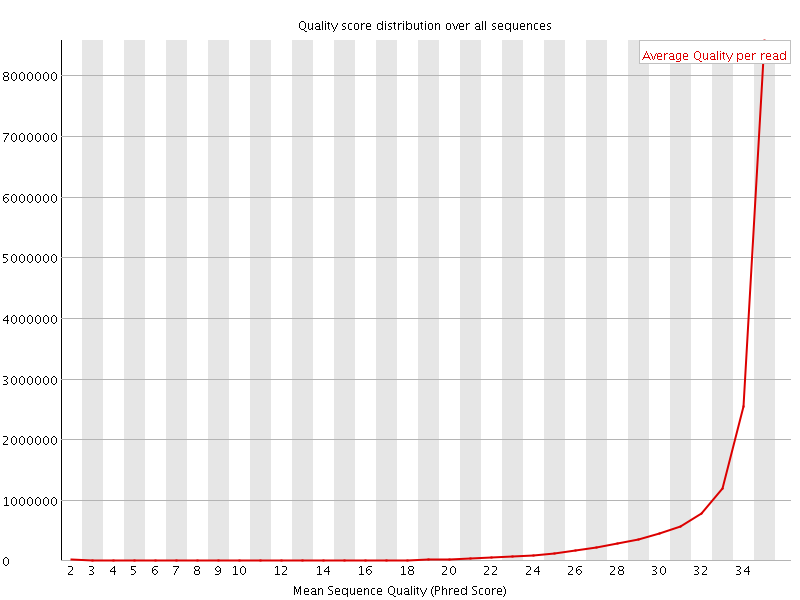 Quality score distribution over all sequences
Average Quality per read
8000000
7000000
6000000
5000000
4000000
3000000
2000000
1000000
0
2 3 4 5 6 7 8 9 10 12 14 16 18 20 22 24 26 28 30 32 34
Mean Sequence Quality (Phred Score)